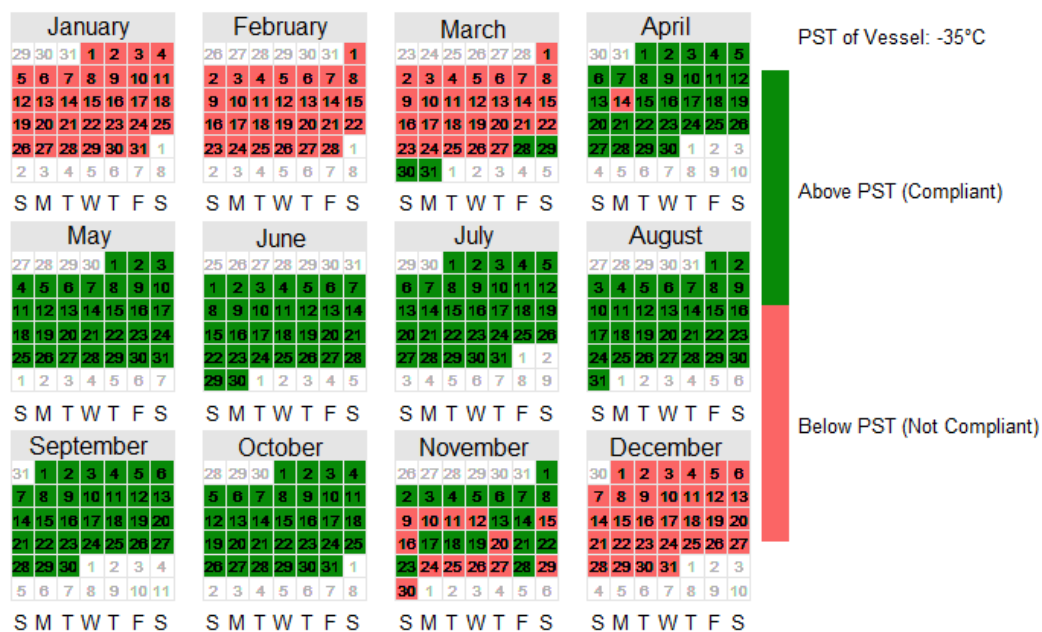 January
29 30 31 1 2 3 4
5 6 7 8 9 10 11
12 13 14 15 16 17 18
19 20 21 22 23 24 25
26 27 28 29 30 31 1
2 3 4 5 6 7 8
S M T W T F S
February
26 27 28 29 30 31 1
2 3 4 5 6 7 8
9 10 11 12 13 14 15
16 17 18 19 20 21 22
23 24 25 26 27 28 1
2 3 4 5 6 7 8
S M T W T F S
March
23 24 25 26 27 28 1
2 3 4 5 6 7 8
9 10 11 12 13 14 15
16 17 18 19 20 21 22
23 24 25 26 27 28 29
30 31 1 2 3 4 5
S M T W T F S
April
30 31 1 2 3 4 5
6 7 8 9 10 11 12
13 14 15 16 17 18 19
20 21 22 23 24 25 26
27 28 29 30 1 2 3
4 5 6 7 8 9 10
S M T W T F S
May
27 28 29 30 1 2 3
4 5 6 7 8 9 10
11 12 13 14 15 16 17
18 19 20 21 22 23 24
25 26 27 28 29 30 31
1 2 3 4 5 6 7
S M T W T F S
June
25 26 27 28 29 30 31
1 2 3 4 5 6 7
8 9 10 11 12 13 14
15 16 17 18 19 20 21
22 23 24 25 26 27 28
29 30 1 2 3 4 5
S M T W T F S
July
29 30 1 2 3 4 5
6 7 8 9 10 11 12
13 14 15 16 17 18 19
20 21 22 23 24 25 26
27 28 29 30 31 1 2
3 4 5 6 7 8 9
S M T W T F S
August
27 28 29 30 31 1 2
3 4 5 6 7 8 9
10 11 12 13 14 15 16
17 18 19 20 21 22 23
24 25 26 27 28 29 30
31 1 2 3 4 5 6
S M T W T F S
September
31 1 2 3 4 5 6
7 8 9 10 11 12 13
14 15 16 17 18 19 20
21 22 23 24 25 26 27
28 29 30 1 2 3 4
5 6 7 8 9 10 11
S M T W T F S
October
28 29 30 1 2 3 4
5 6 7 8 9 10 11
12 13 14 15 16 17 18
19 20 21 22 23 24 25
26 27 28 29 30 31 1
2 3 4 5 6 7 8
S M T W T F S
November
26 27 28 29 30 31 1
2 3 4 5 6 7 8
9 10 11 12 13 14 15
16 17 18 19 20 21 22
23 24 25 26 27 28 29
30 1 2 3 4 5 6
S M T W T F S
December
30 1 2 3 4 5 6
7 8 9 10 11 12 13
14 15 16 17 18 19 20
21 22 23 24 25 26 27
28 29 30 31 1 2 3
4 5 6 7 8 9 10
S M T W T F S
PST of Vessel: -35°C
Above PST (Compliant)
Below PST (Not Compliant)